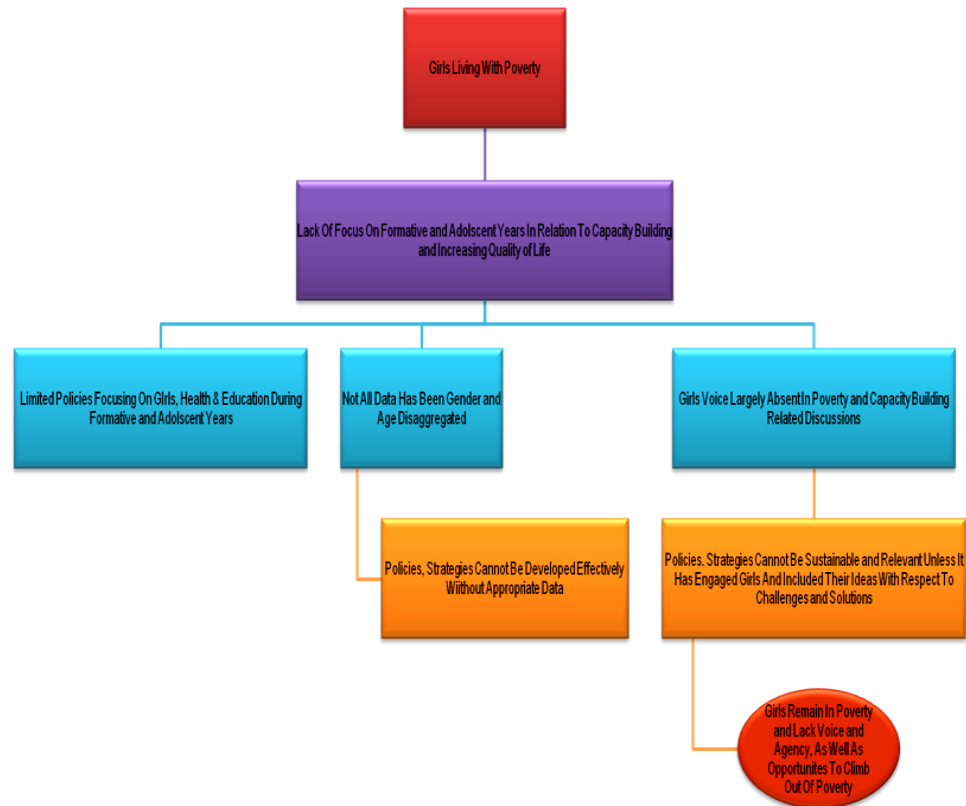 Girls Living With Poverty
Lack Of Focus On Formative and Adolscent Years In Relation To Capacity Building
and Increasing Quality of Life
Limited Policies Focusing On GIrls, Health & Education During
Formative and Adolscent Years
Not All Data Has Been Gender and
Age Disaggregated
Girls Voice Largely Absent In Poverty and Capacity Building
Related Discussions
Policies, Strategies Cannot Be Developed Effectively
Wiithout Appropriate Data
Policies. Strategies Cannot Be Sustainable and Relevant Unless It
Has Engaged Girls And Included Their Ideas With Respect To
Challenges and Solutions
Girls Remain In Poverty
and Lack Voice and
Agency, As Well As
Opportunites To Climb
Out Of Poverty